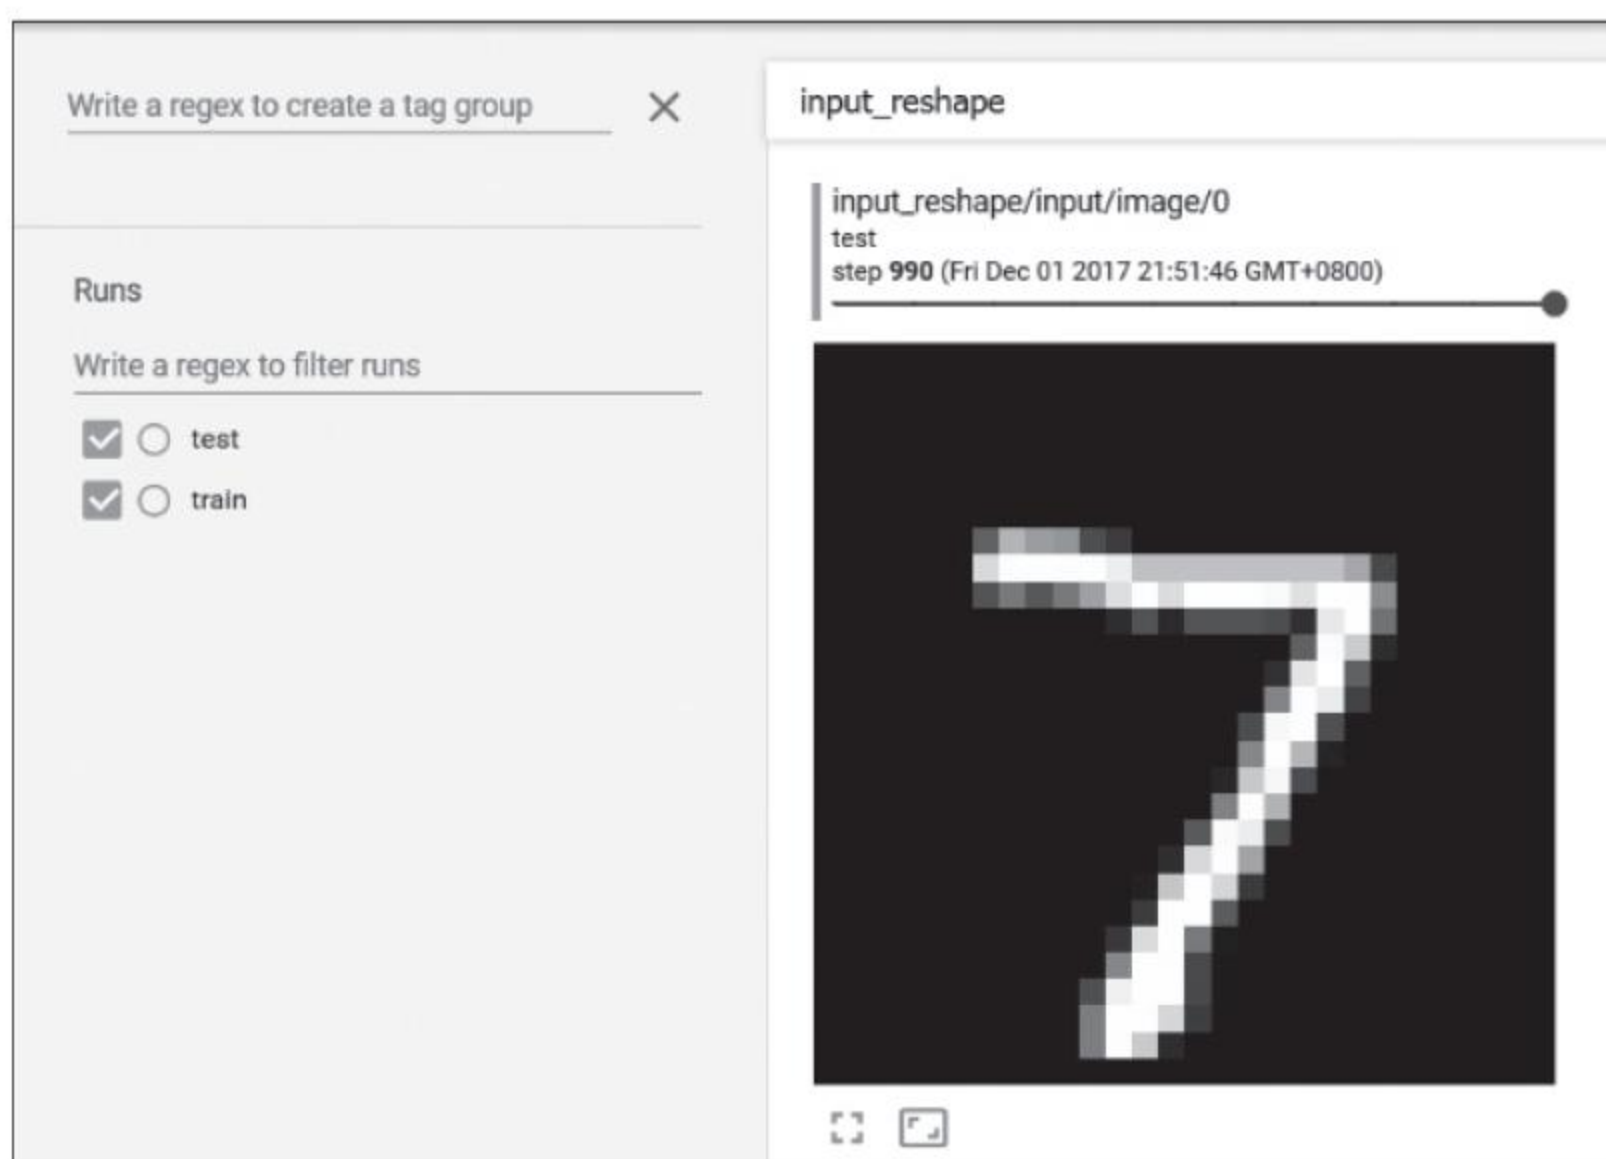 Write a regex to create a tag group
Runs
Write a regex to filter runs
test
train
input_reshape
input_reshape/input/image/0
test
step 990 (Fri Dec 01 2017 21:51:46 GMT+0800)
7